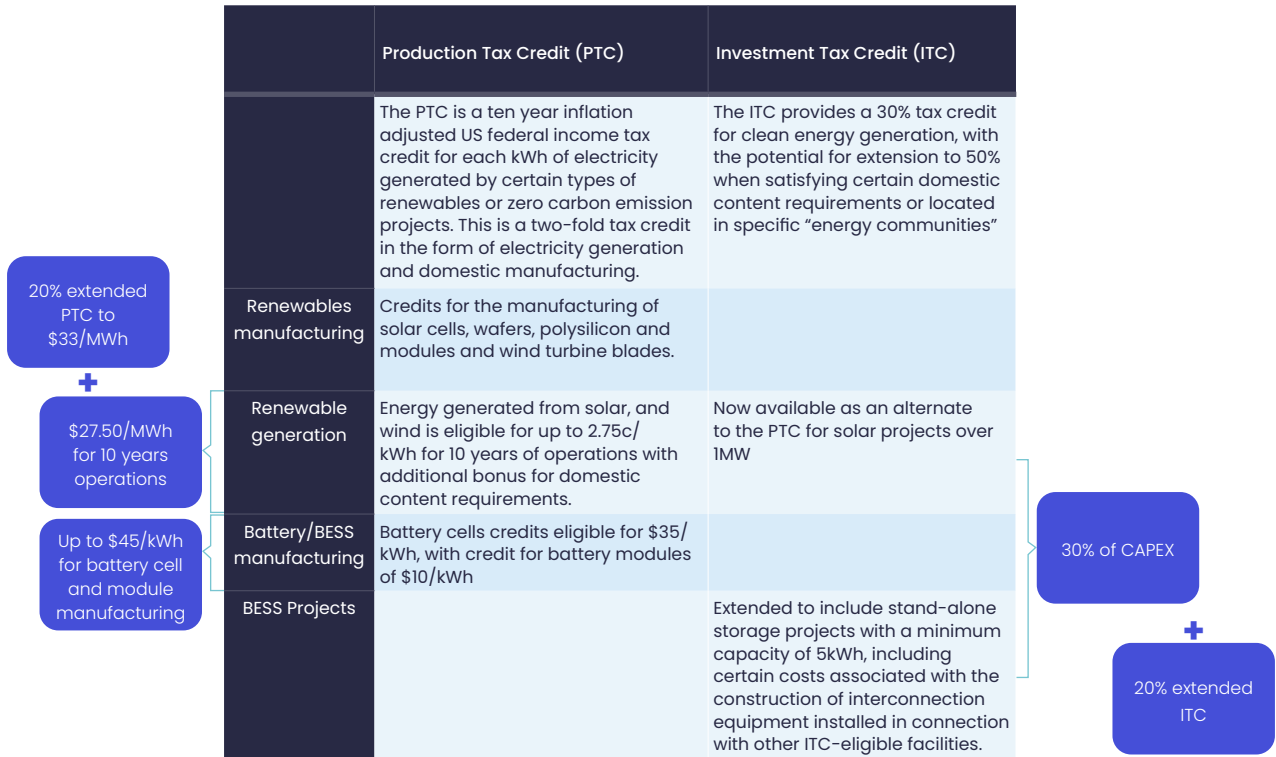 Production Tax Credit (PTC)
Investment Tax Credit (ITC)
The PTC is a ten year inflation
adjusted US federal income tax
credit for each kWh of electricity
generated by certain types of
renewables or zero carbon emission
projects. This is a two-fold tax credit
in the form of electricity generation
and domestic manufacturing.
The ITC provides a 30% tax credit
for clean energy generation, with
the potential for extension to 50%
when satisfying certain domestic
content requirements or located
in specific “energy communities”
20% extended
PTC to
$33/MWh
Renewables
manufacturing
Credits for the manufacturing of
solar cells, wafers, polysilicon and
modules and wind turbine blades.
$27.50/MWh
for 10 years
operations
Renewable
generation
Energy generated from solar, and
wind is eligible for up to 2.75c/
kWh for 10 years of operations with
additional bonus for domestic
content requirements.
Now available as an alternate
to the PTC for solar projects over
1MW
Up to $45/kWh
for battery cell
and module
manufacturing
Battery/BESS
manufacturing
Battery cells credits eligible for $35/
kWh, with credit for battery modules
of $10/kWh
30% of CAPEX
BESS Projects
Extended to include stand-alone
storage projects with a minimum
capacity of 5kWh, including
certain costs associated with the
construction of interconnection
equipment installed in connection
with other ITC-eligible facilities.
20% extended
ITC